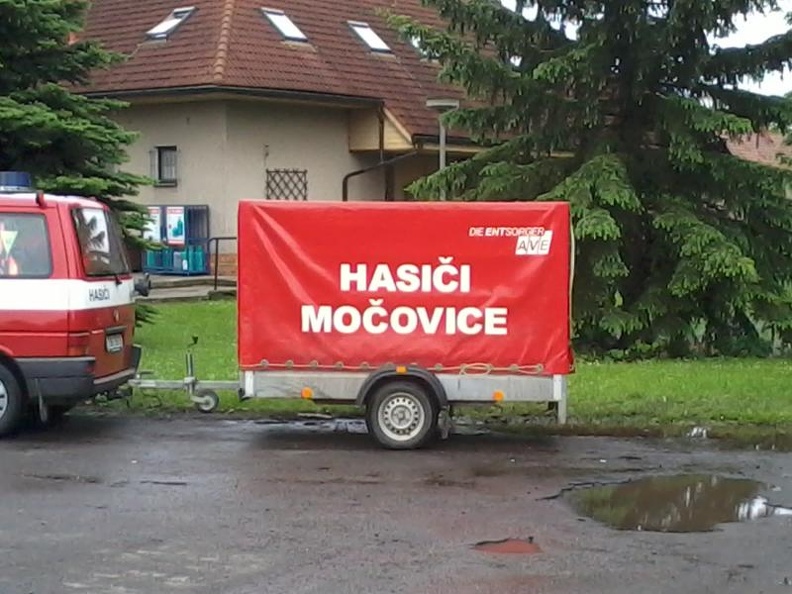 DIE ENTSORGER
AVE
HASIČI
MOČOVICE
HASIČI